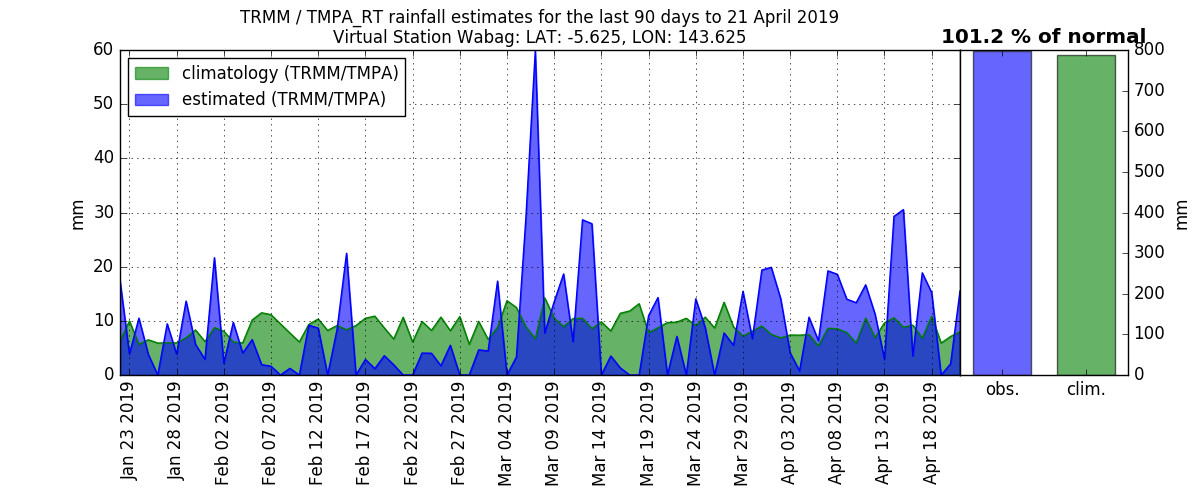 TRMM / TMPA_RT rainfall estimates for the last 90 days to 21 April 2019
Virtual Station Wabag: LAT: -5.625, LON: 143.625
101.2 % of normal
climatology (TRMM/TMPA)
estimated (TRMM/TMPA)
60
50
40
30
20
10
0
mm
800
700
600
500
400
300
200
100
0
mm
Jan 23 2019
Jan 28 2019
Feb 02 2019
Feb 07 2019
Feb 12 2019
Feb 17 2019
Feb 22 2019
Feb 27 2019
Mar 04 2019
Mar 09 2019
Mar 14 2019
Mar 19 2019
Mar 24 2019
Mar 29 2019
Apr 03 2019
Apr 08 2019
Apr 13 2019
Apr 18 2019
obs.
clim.